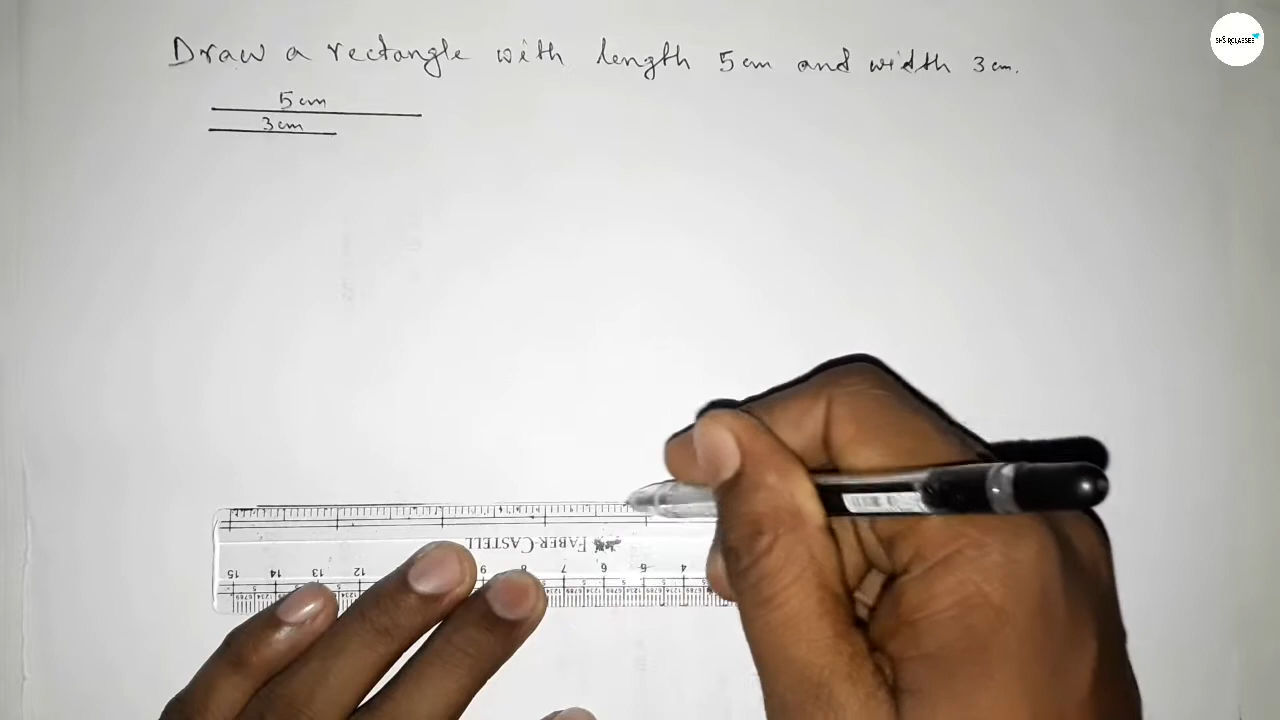 Draw a rectangle with length 5cm and width 3cm.
5cm
3cm
FABER-CASTELL
15 14 13 12 9 8 7 6 5 4